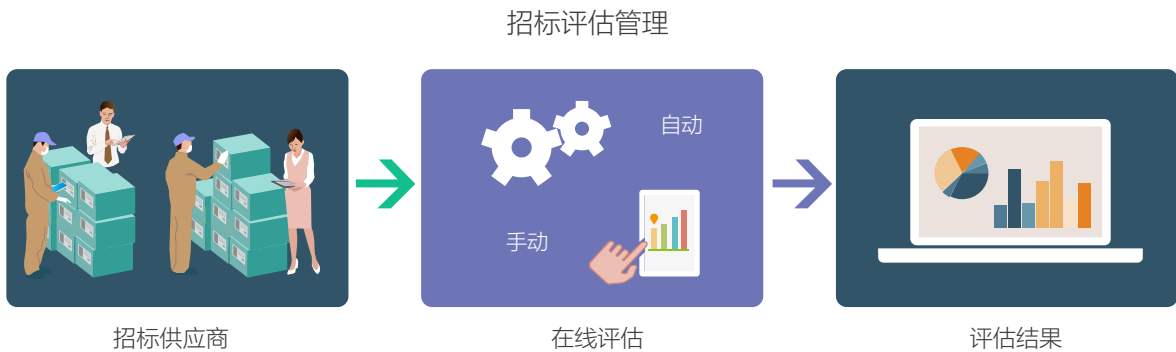 招标评估管理
自动
手动
招标供应商
在线评估
评估结果